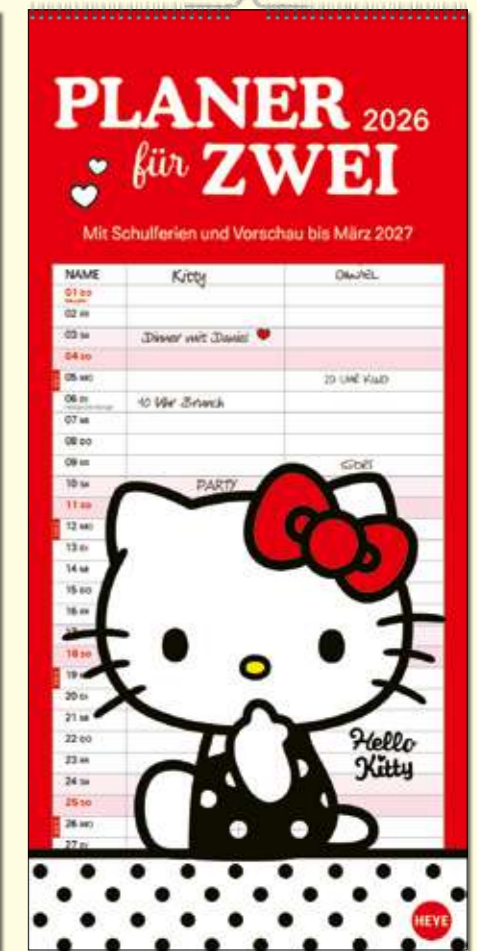 PLANER 2026
für ZWEI
Mit Schulferien und Vorschau bis März 2027
NAME Kitty DANIEL
01 DO
02 FR
03 SA Dinner mit Daniel
04 SO
05 MO 20 UHR KINO
06 DI 10 Uhr Brunch
07 MI
08 DO
09 FR
10 SA PARTY
11 SO
12 MO
13 DI
14 MI
15 DO
16 FR
18 SO
19
20 DI
21 MI
22 DO
Hello
23 FR
Kitty
24 SA
25 SO
26 MO
27 DI
HEYE